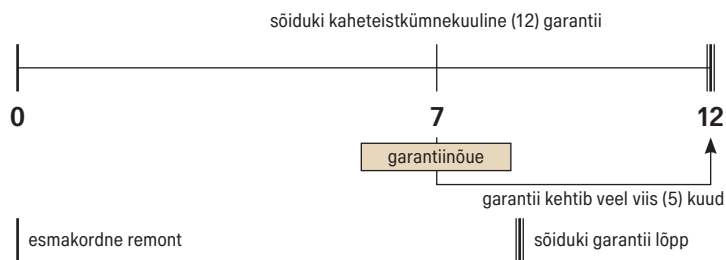 sõiduki kaheteistkümnekuuline (12) garantii
0 7 12
garantiinõue
garantii kehtib veel viis (5) kuud
esmakordne remont sõiduki garantii lõpp